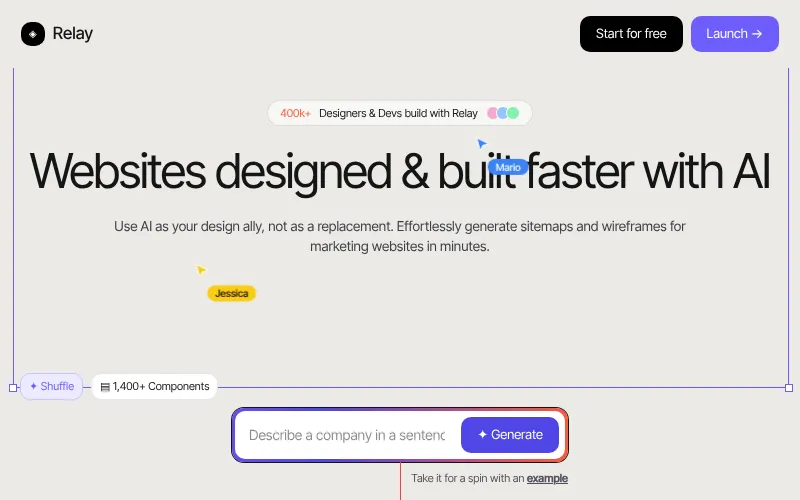 Relay
Start for free
Launch →
400k+ Designers & Devs build with Relay
Websites designed & built faster with AI
Mario
Use AI as your design ally, not as a replacement. Effortlessly generate sitemaps and wireframes for
marketing websites in minutes.
Jessica
Shuffle
1,400+ Components
Describe a company in a sentenc
Generate
Take it for a spin with an example